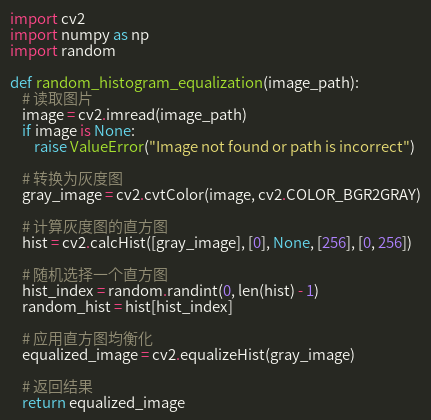 import cv2
import numpy as np
import random

def random_histogram_equalization(image_path):
    # 读取图片
    image = cv2.imread(image_path)
    if image is None:
        raise ValueError("Image not found or path is incorrect")

    # 转换为灰度图
    gray_image = cv2.cvtColor(image, cv2.COLOR_BGR2GRAY)

    # 计算灰度图的直方图
    hist = cv2.calcHist([gray_image], [0], None, [256], [0, 256])

    # 随机选择一个直方图
    hist_index = random.randint(0, len(hist) - 1)
    random_hist = hist[hist_index]

    # 应用直方图均衡化
    equalized_image = cv2.equalizeHist(gray_image)

    # 返回结果
    return equalized_image